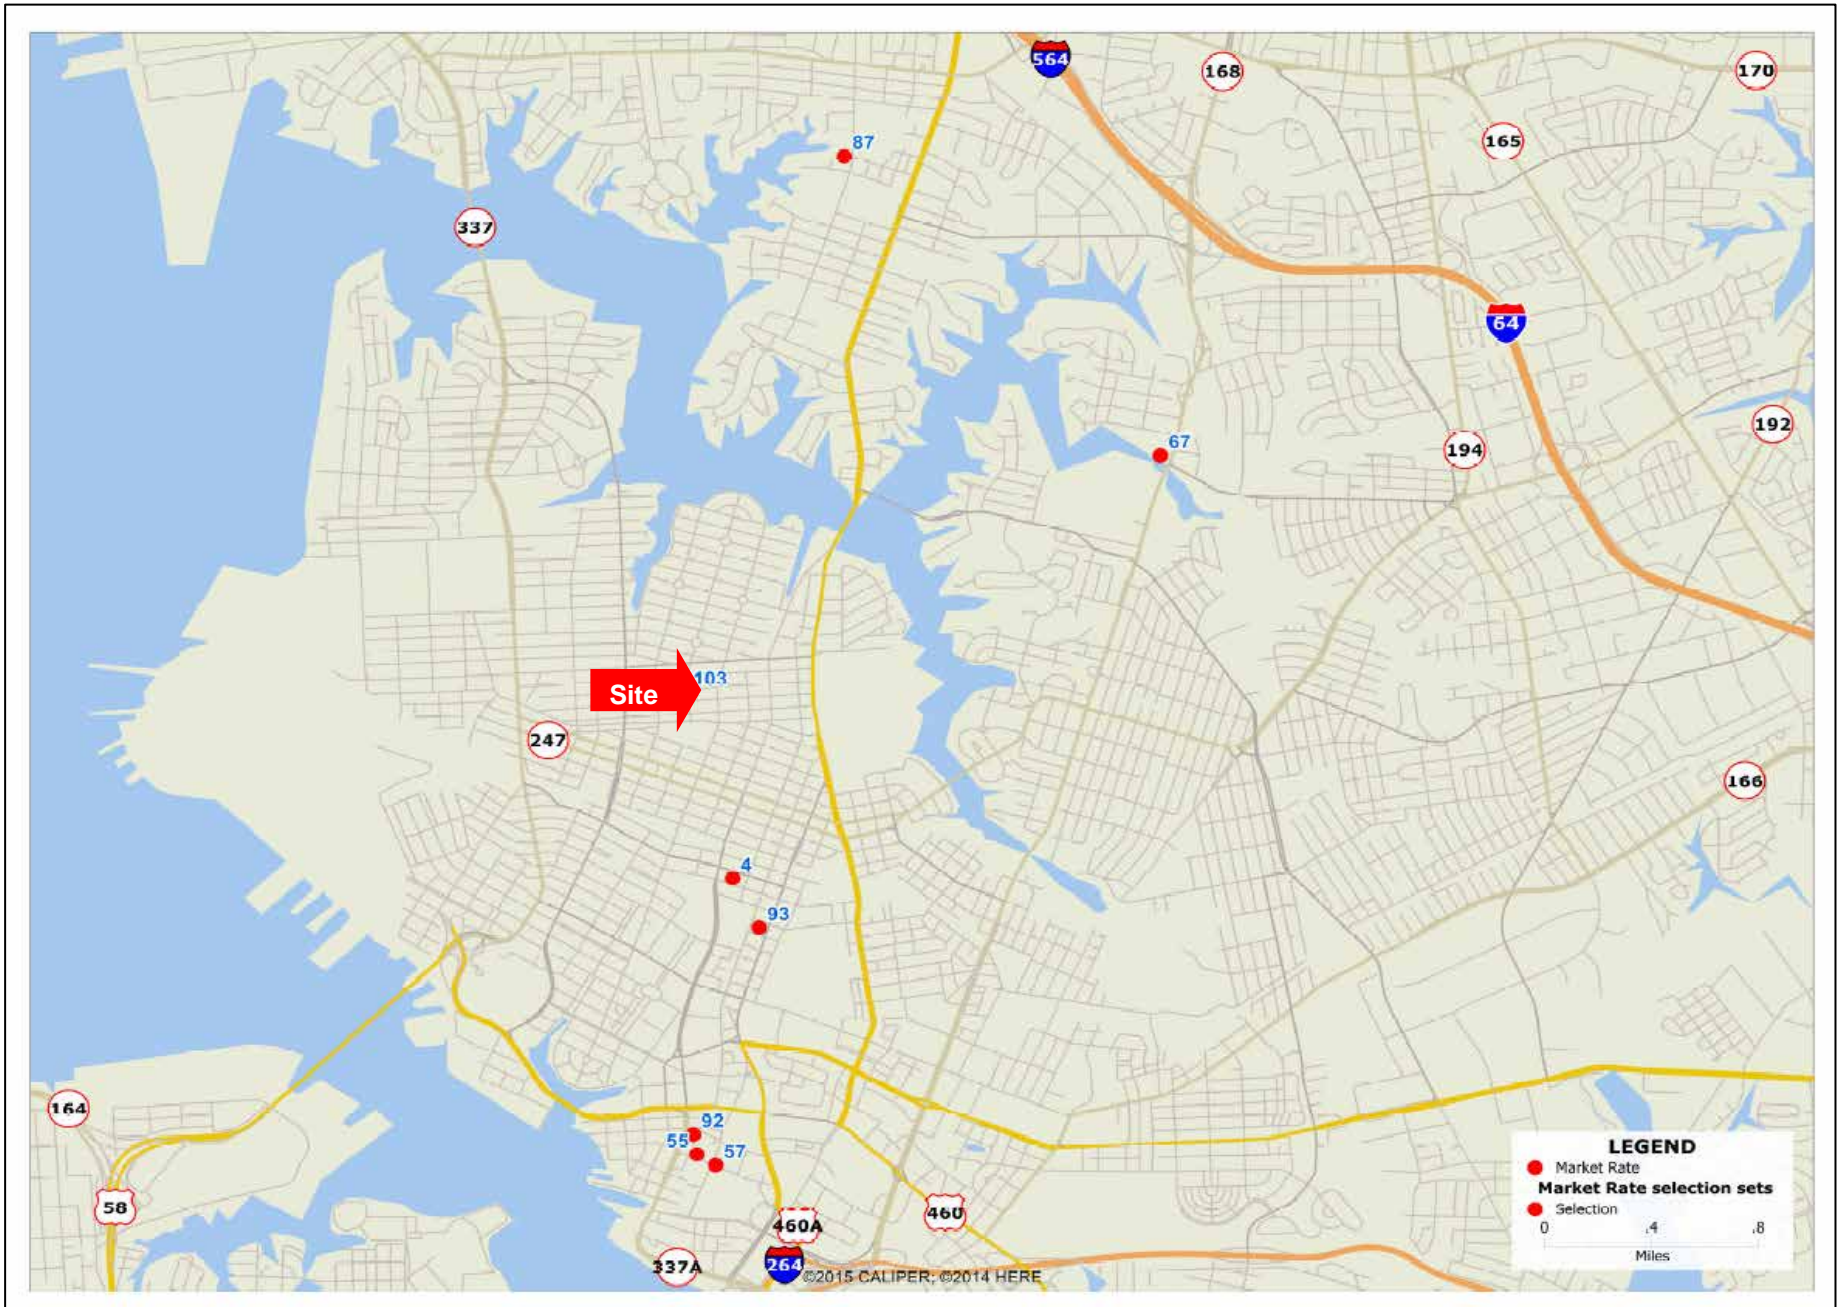 564
168
170
165
87
337
64
192
67
194
103
Site
247
166
4
93
164
92
55
57
58
460A
460
337A
264
©2015 CALIPER; ©2014 HERE
LEGEND
Market Rate
Market Rate selection sets
Selection
0 .4 .8
Miles